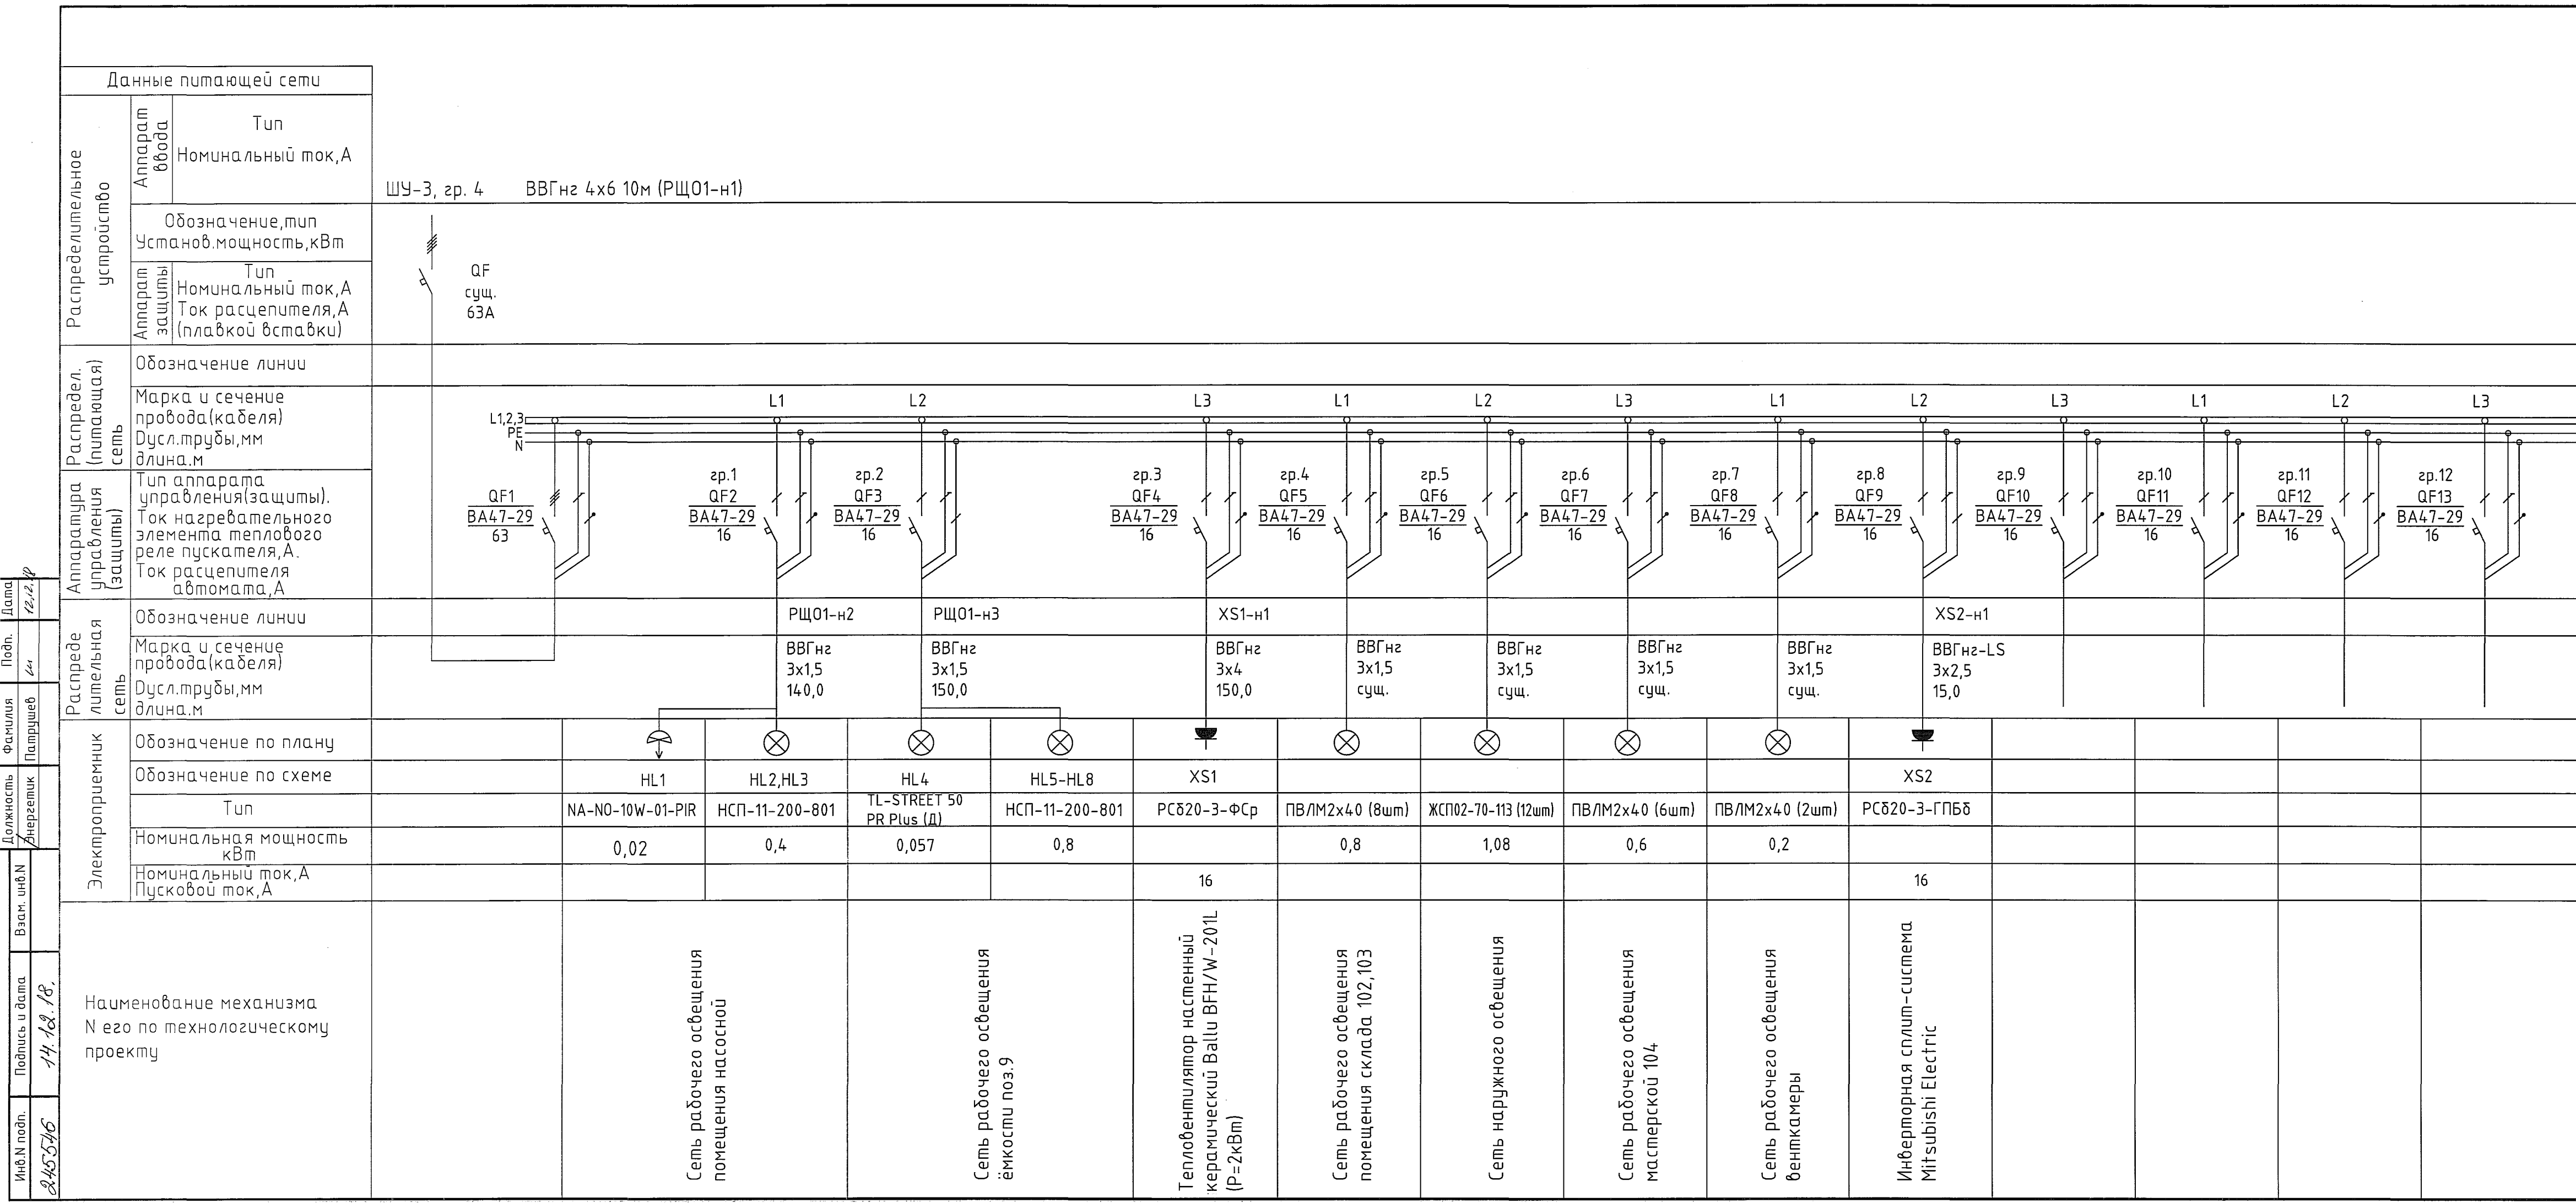 Данные питающей сети
Распределительное устройство
Аппарат ввода
Тип
Номинальный ток,А
ШУ-3, гр. 4
ВВГнг 4х6 10м (РЩО1-н1)
Обозначение,тип
Установ.мощность,кВт
Аппарат защиты
Тип
Номинальный ток,А
Ток расцепителя,А
(плавкой вставки)
QF
сущ.
63А
Распредел. (питающая) сеть
Обозначение линии
Марка и сечение
провода(кабеля)
Dусл.трубы,мм
длина.м
L1 L2 L3 L1 L2 L3 L1 L2 L3 L1 L2 L3
L1,2,3
PE
N
Аппаратура управления (защиты)
Тип аппарата
управления(защиты).
Ток нагревательного
элемента теплового
реле пускателя,А.
Ток расцепителя
автомата,А
гр.1 гр.2 гр.3 гр.4 гр.5 гр.6 гр.7 гр.8 гр.9 гр.10 гр.11 гр.12
QF1 QF2 QF3 QF4 QF5 QF6 QF7 QF8 QF9 QF10 QF11 QF12 QF13
ВА47-29 ВА47-29 ВА47-29 ВА47-29 ВА47-29 ВА47-29 ВА47-29 ВА47-29 ВА47-29 ВА47-29 ВА47-29 ВА47-29 ВА47-29
63 16 16 16 16 16 16 16 16 16 16 16 16
Распреде лительная сеть
Обозначение линии
РЩО1-н2 РЩО1-н3 XS1-н1 XS2-н1
Марка и сечение
провода(кабеля)
Dусл.трубы,мм
длина.м
ВВГнг ВВГнг ВВГнг ВВГнг ВВГнг ВВГнг ВВГнг ВВГнг-LS
3х1,5 3х1,5 3х4 3х1,5 3х1,5 3х1,5 3х1,5 3х2,5
140,0 150,0 150,0 сущ. сущ. сущ. сущ. 15,0
Электроприемник
Обозначение по плану
Обозначение по схеме
HL1 HL2,HL3 HL4 HL5-HL8 XS1 XS2
Тип
NA-NO-10W-01-PIR
НСП-11-200-801
TL-STREET 50
PR Plus (Д)
НСП-11-200-801
РСб20-3-ФСр
ПВЛМ2х40 (8шт)
ЖСП02-70-113 (12шт)
ПВЛМ2х40 (6шт)
ПВЛМ2х40 (2шт)
РСб20-3-ГПБб
Номинальная мощность
кВт
0,02 0,4 0,057 0,8 0,8 1,08 0,6 0,2
Номинальный ток,А
Пусковой ток,А
16 16
Наименование механизма
N его по технологическому
проекту
Сеть рабочего освещения
помещения насосной
Сеть рабочего освещения
ёмкости поз.9
Тепловентилятор настенный
керамический Ballu BFH/W-201L
(Р=2кВт)
Сеть рабочего освещения
помещения склада 102,103
Сеть наружного освещения
Сеть рабочего освещения
мастерской 104
Сеть рабочего освещения
венткамеры
Инверторная сплит-система
Mitsubishi Electric
Должность Фамилия Подп. Дата
Энергетик Патрушев 12.12.18
Взам. инв.N
Подпись и дата
14.12.18.
Инв.N подп.
245546